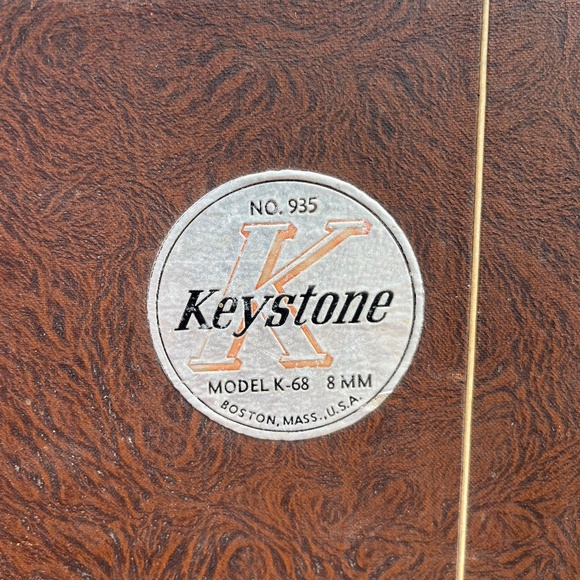 NO. 935
K
Keystone
MODEL K-68 8 MM
BOSTON, MASS., U.S.A.